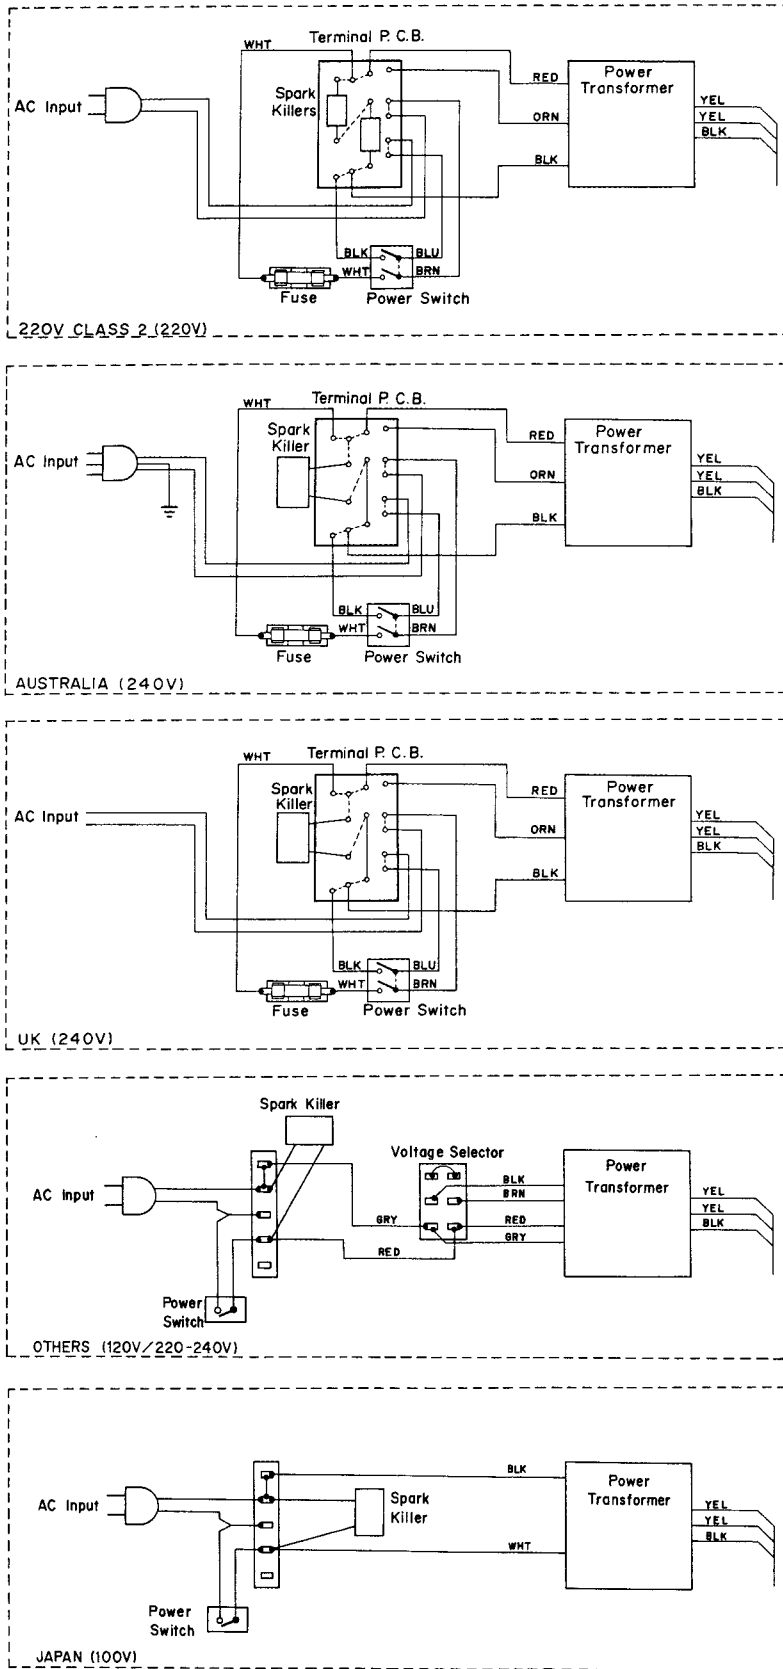 WHT
Terminal P.C.B.
AC Input
Spark
Killers
RED
ORN
BLK
Power
Transformer
YEL
YEL
BLK
BLK
BLU
WHT
BRN
Fuse
Power Switch
220V CLASS 2 (220V)
WHT
Terminal P.C.B.
AC Input
Spark
Killer
RED
ORN
BLK
Power
Transformer
YEL
YEL
BLK
BLK
BLU
WHT
BRN
Fuse
Power Switch
AUSTRALIA (240V)
WHT
Terminal P.C.B.
AC Input
Spark
Killer
RED
ORN
BLK
Power
Transformer
YEL
YEL
BLK
BLK
BLU
WHT
BRN
Fuse
Power Switch
UK (240V)
Spark Killer
AC Input
Voltage Selector
BLK
BRN
GRY
RED
GRY
RED
Power
Transformer
YEL
YEL
BLK
Power
Switch
OTHERS (120V/220-240V)
AC Input
Spark
Killer
BLK
WHT
Power
Transformer
YEL
YEL
BLK
Power
Switch
JAPAN (100V)